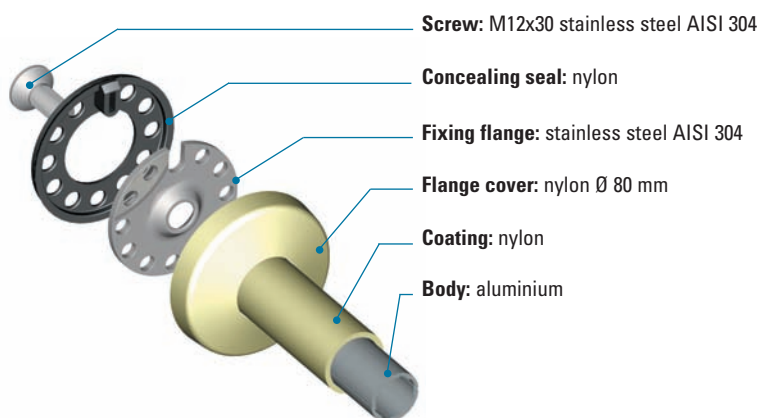 Screw: M12x30 stainless steel AISI 304
Concealing seal: nylon
Fixing flange: stainless steel AISI 304
Flange cover: nylon Ø 80 mm
Coating: nylon
Body: aluminium